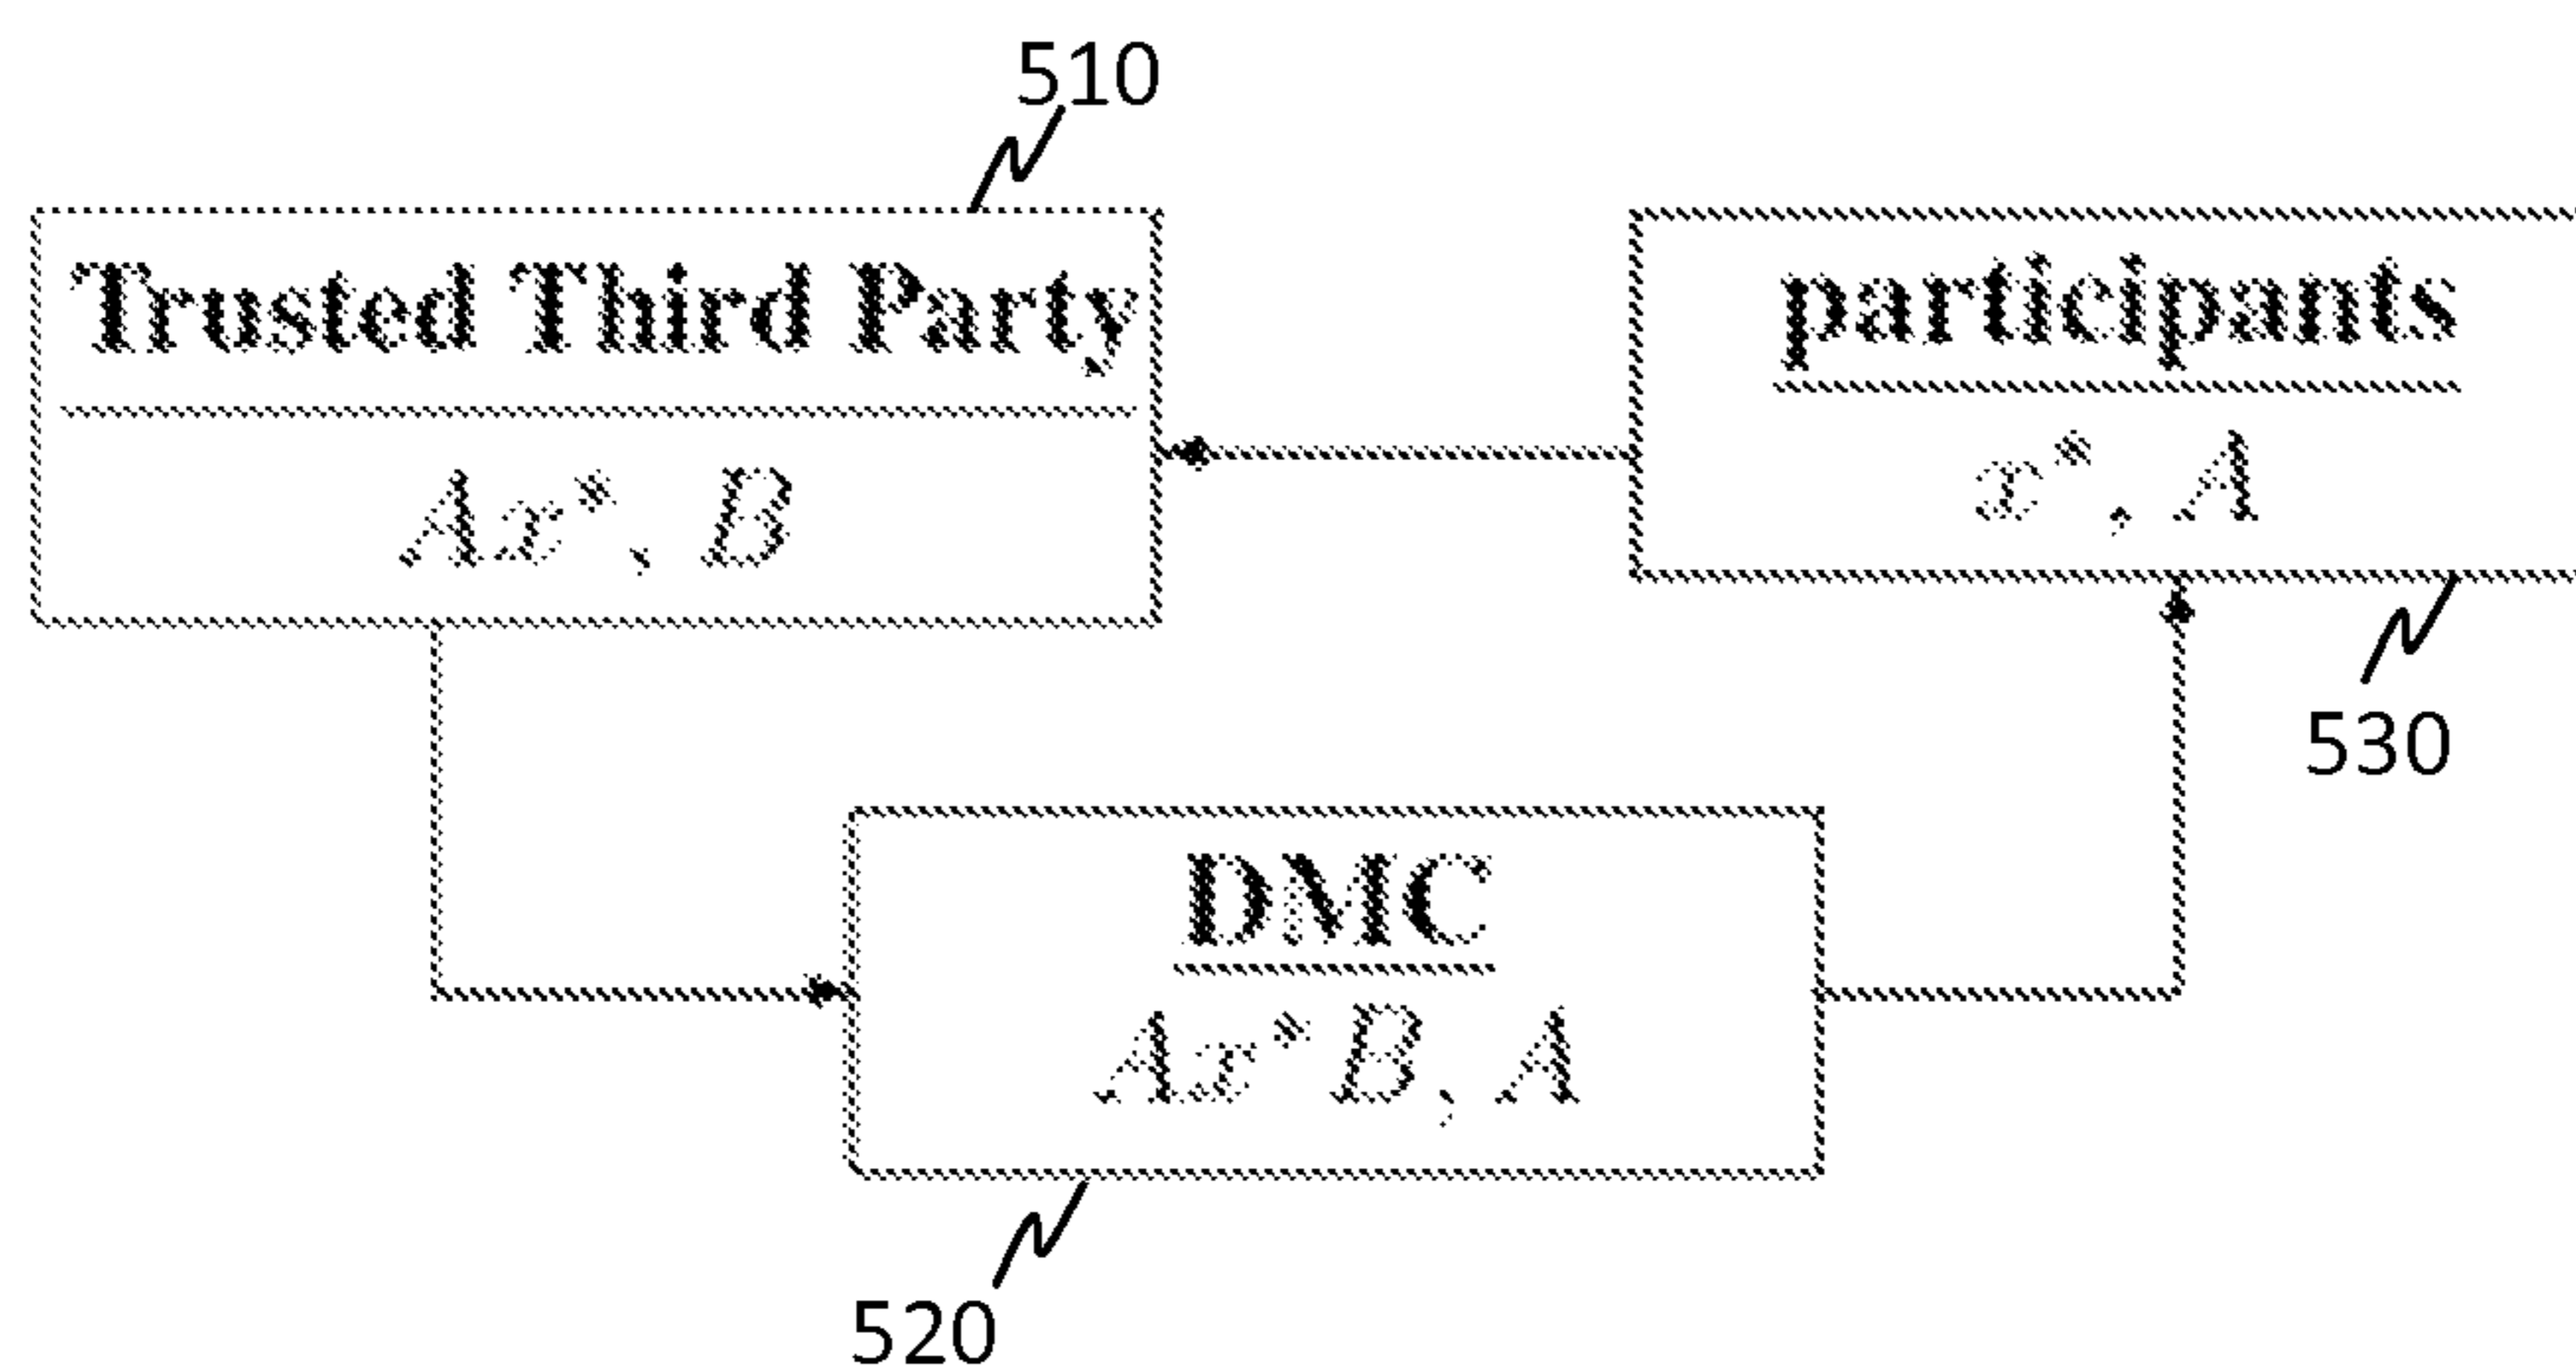 510
Trusted Third Party
Ax*, B
participants
x*, A
530
DMC
Ax*B, A
520